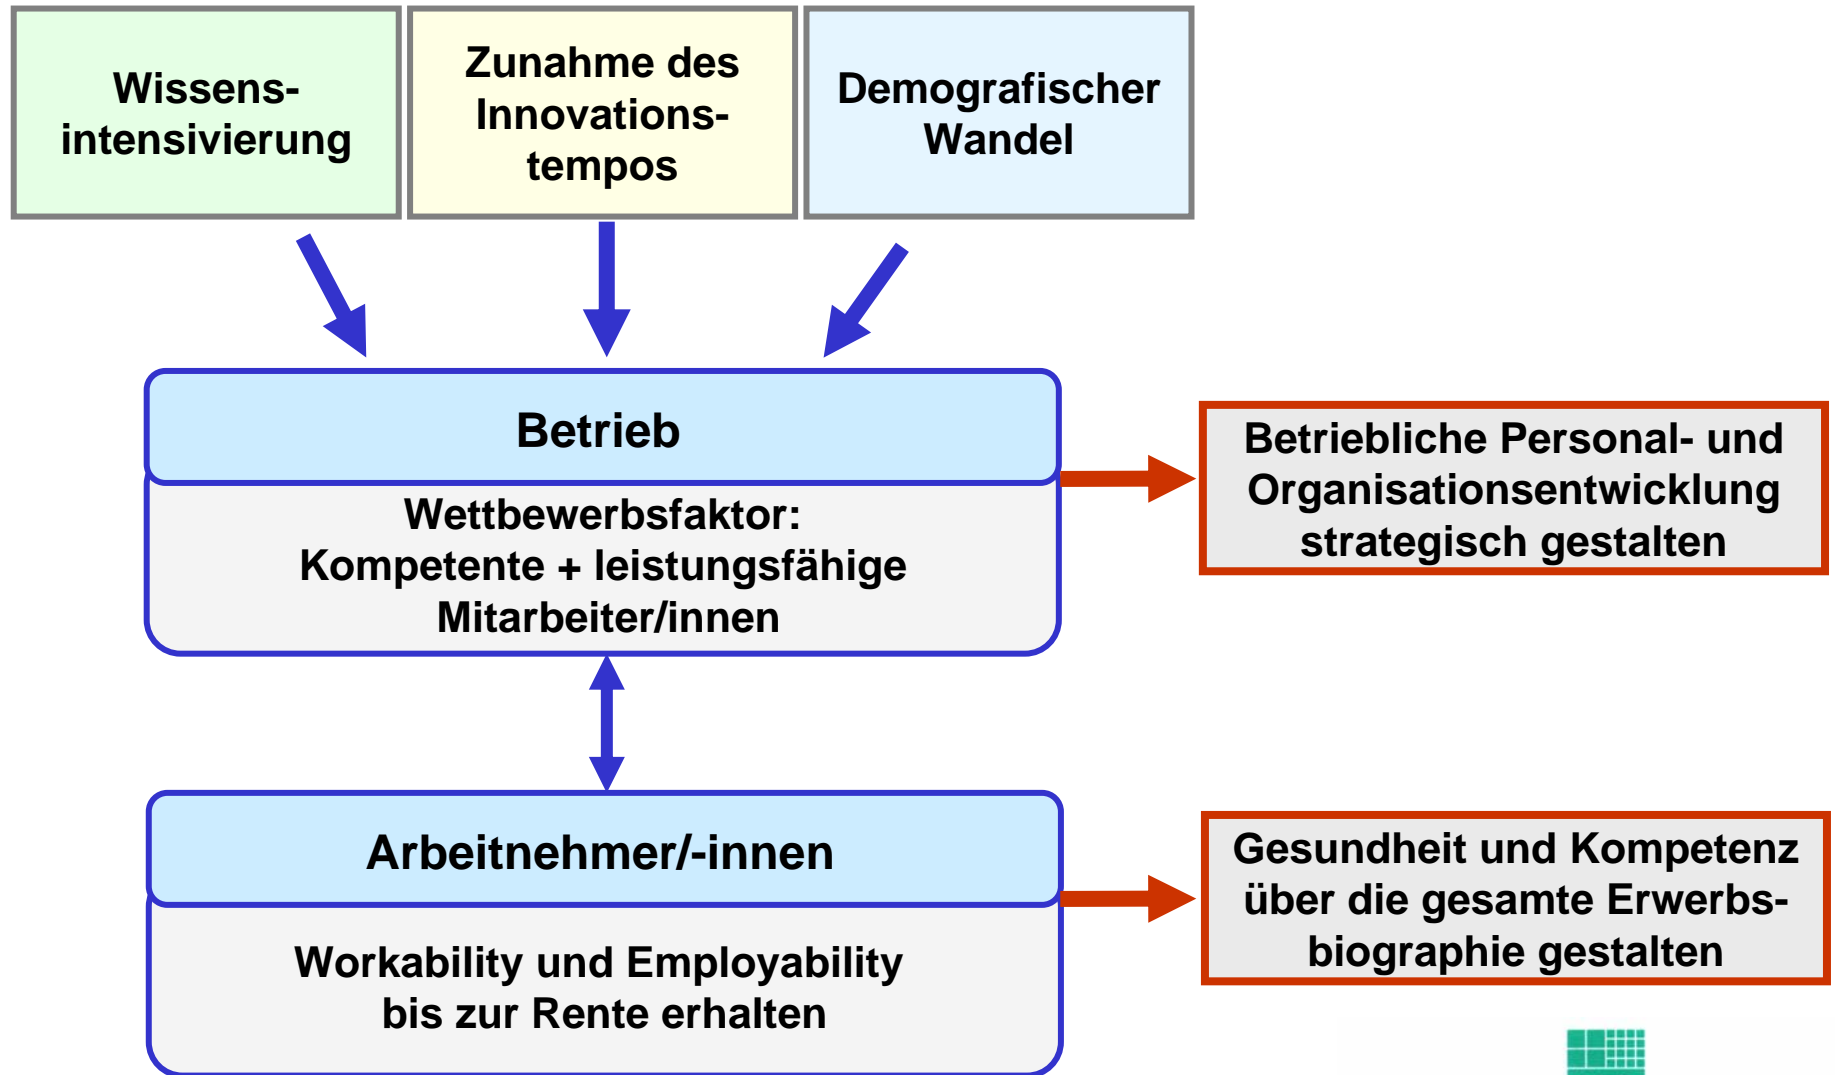 Wissens-
intensivierung
Zunahme des
Innovations-
tempos
Demografischer
Wandel
Betrieb
Wettbewerbsfaktor:
Kompetente + leistungsfähige
Mitarbeiter/innen
Betriebliche Personal- und
Organisationsentwicklung
strategisch gestalten
Arbeitnehmer/-innen
Workability und Employability
bis zur Rente erhalten
Gesundheit und Kompetenz
über die gesamte Erwerbs-
biographie gestalten